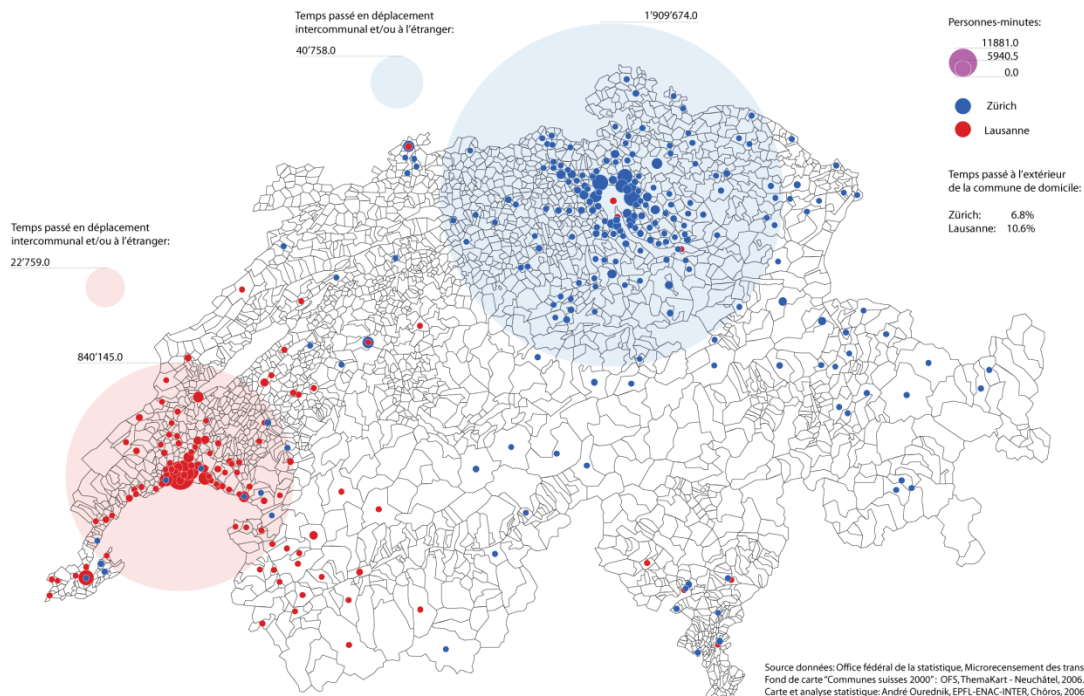 Temps passé en déplacement
intercommunal et/ou à l'étranger:
40'758.0
1'909'674.0
Personnes-minutes:
11881.0
5940.5
0.0
Zürich
Lausanne
Temps passé à l'extérieur
de la commune de domicile:
Zürich: 6.8%
Lausanne: 10.6%
Temps passé en déplacement
intercommunal et/ou à l'étranger:
22'759.0
840'145.0
Source données: Office fédéral de la statistique, Microrecensement des trans
Fond de carte "Communes suisses 2000": OFS, ThemaKart - Neuchâtel, 2006.
Carte et analyse statistique: André Ourednik, EPFL-ENAC-INTER, Chôros, 2006